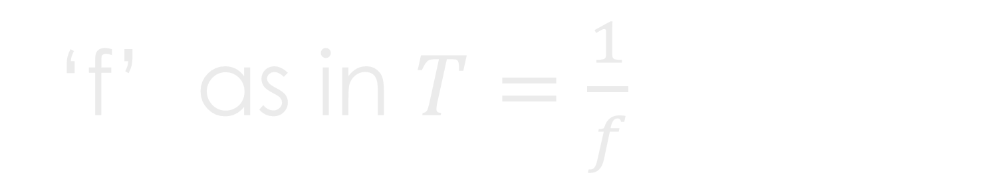 ‘f’ as in T = 1/f